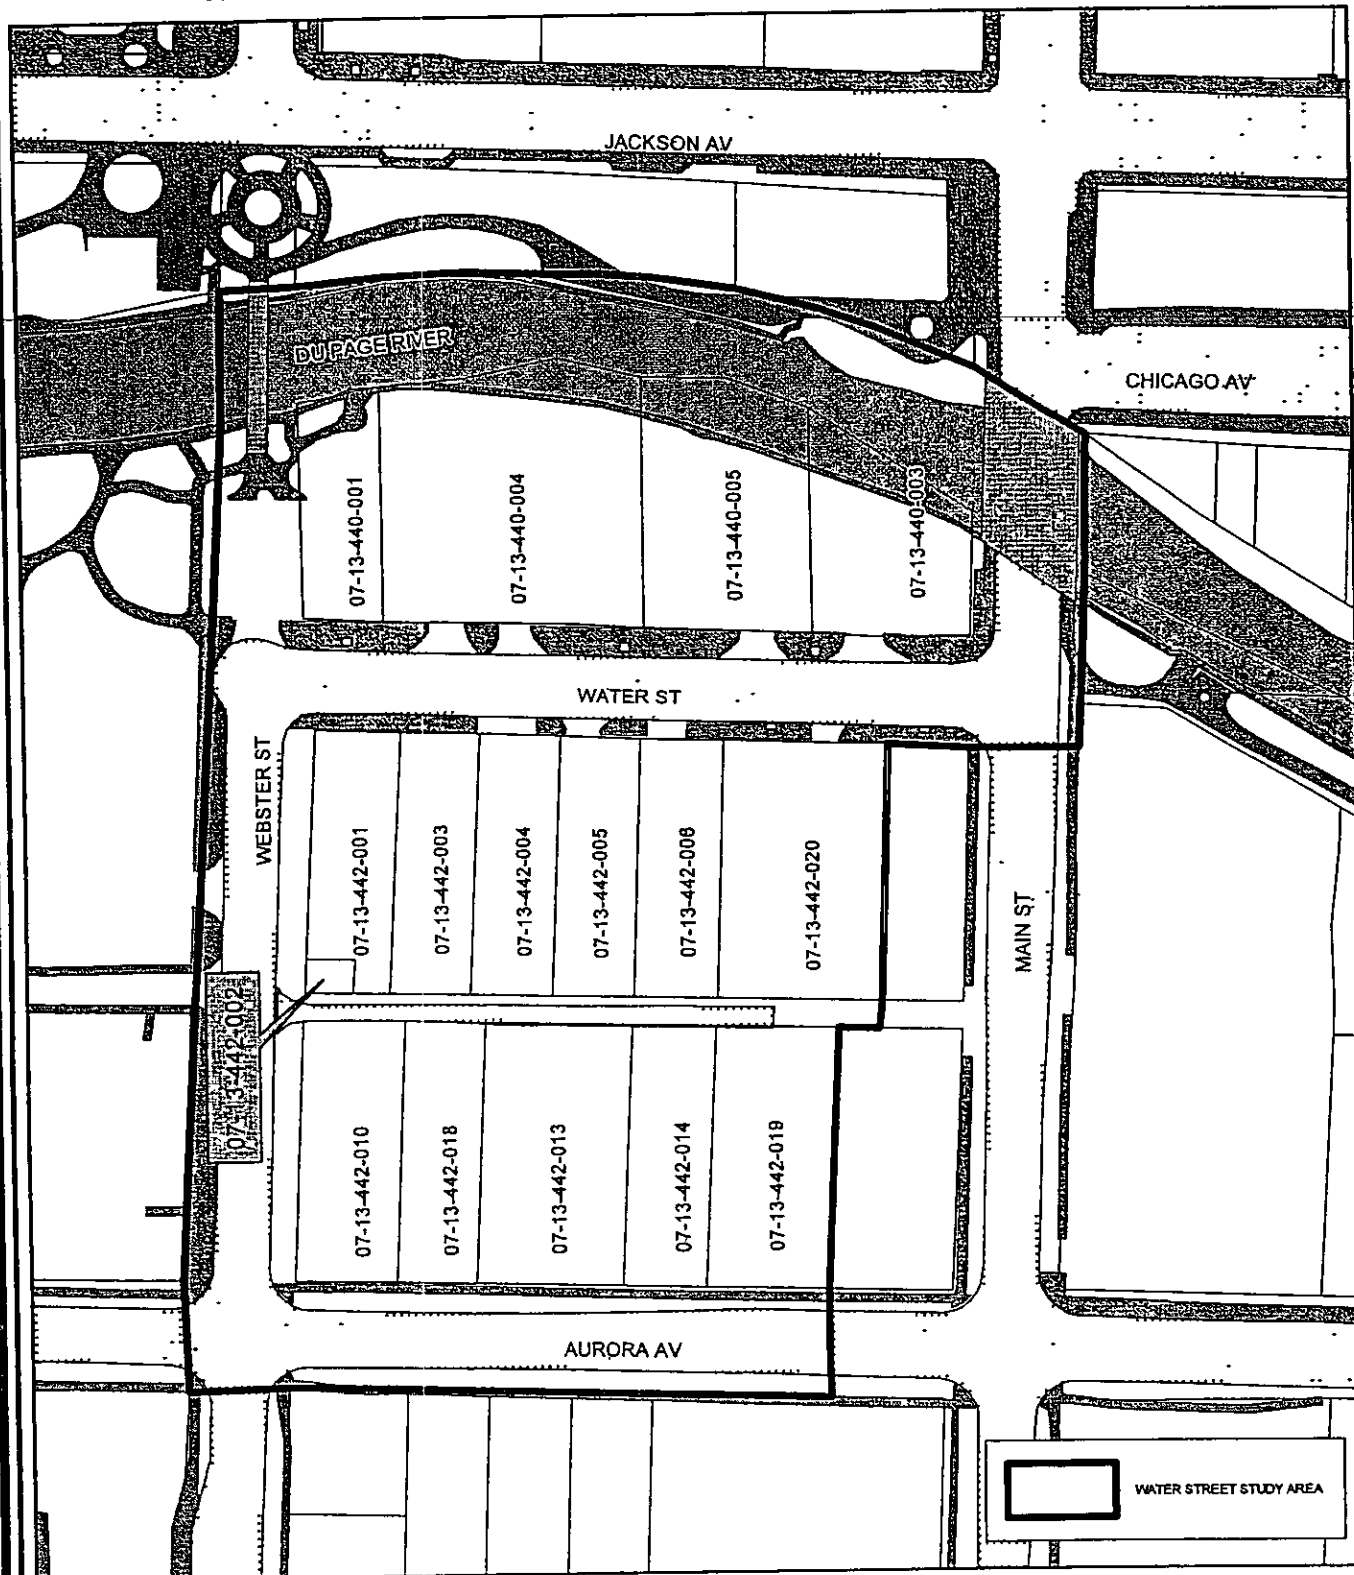 JACKSON AV
DU PAGE RIVER
CHICAGO AV
07-13-440-001
07-13-440-004
07-13-440-005
07-13-440-003
WATER ST
WEBSTER ST
07-13-442-001
07-13-442-003
07-13-442-004
07-13-442-005
07-13-442-006
07-13-442-020
MAIN ST
07-13-442-002
07-13-442-010
07-13-442-018
07-13-442-013
07-13-442-014
07-13-442-019
AURORA AV
WATER STREET STUDY AREA